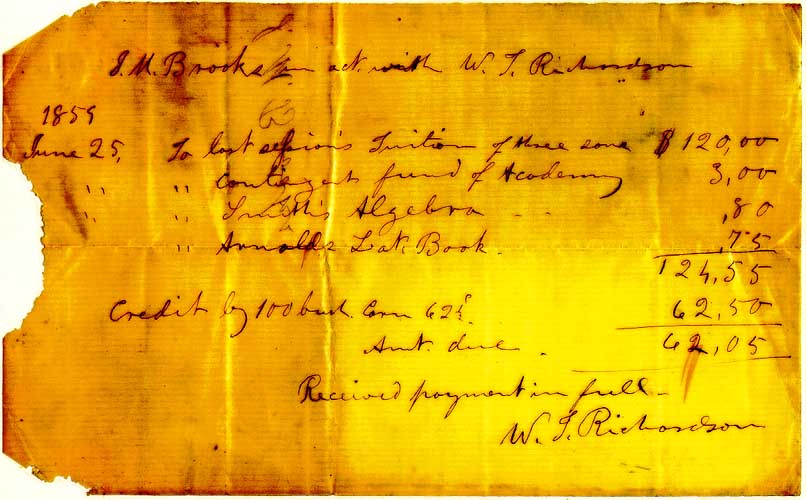 J. M. Brooks in act. with W. T. Richardson
1859
June 25, To last session's Tuition of three sons $ 120,00
,, ,, contingent fund of Academy 3,00
,, ,, Smith's Algebra ,80
,, Arnolds Lat. Book. ,75
124,55
Credit by 100 bush. Corn 62½ 62,50
Amt. due . 62,05
Received payment in full -
W. T. Richardson